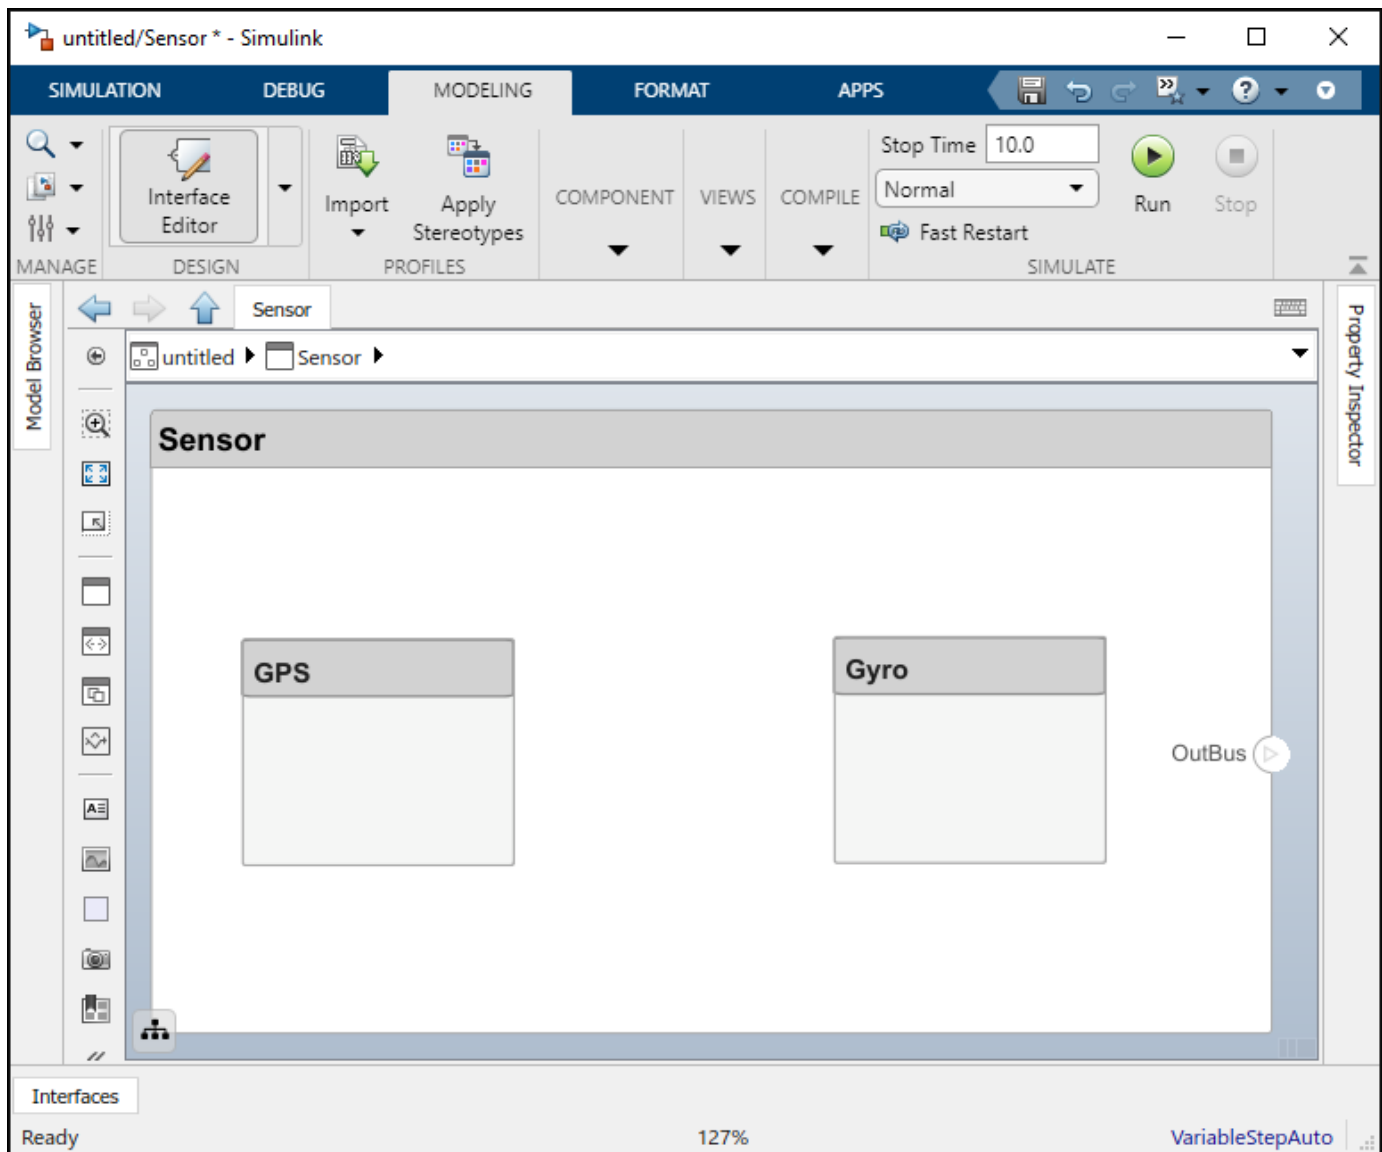 untitled/Sensor * - Simulink
SIMULATION DEBUG MODELING FORMAT APPS
Stop Time 10.0
Interface Editor
Import
Apply Stereotypes
COMPONENT
VIEWS
COMPILE
Normal
Fast Restart
Run
Stop
MANAGE DESIGN PROFILES SIMULATE
Model Browser
Sensor
Property Inspector
untitled Sensor
Sensor
GPS
Gyro
OutBus
Interfaces
Ready 127% VariableStepAuto